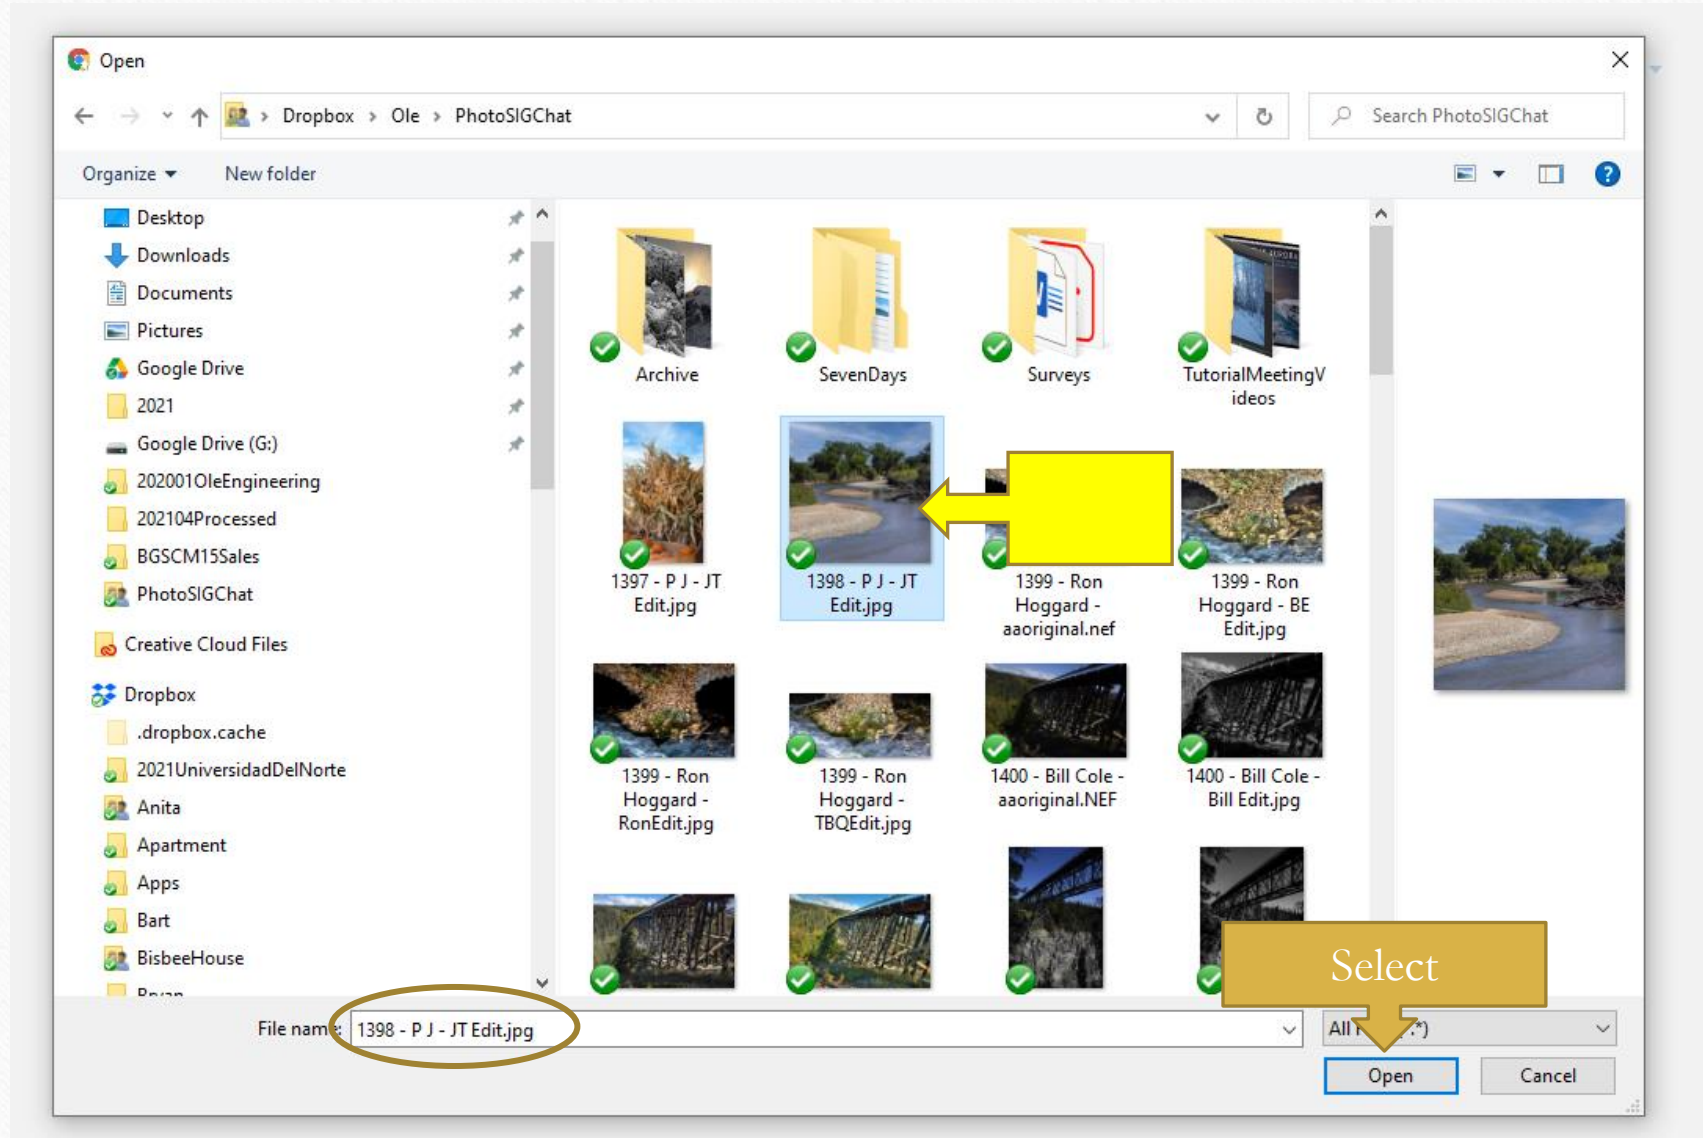 Open
Dropbox > Ole > PhotoSIGChat
Search PhotoSIGChat
Organize
New folder
Desktop
Downloads
Documents
Pictures
Google Drive
2021
Google Drive (G:)
202001OleEngineering
202104Processed
BGSCM15Sales
PhotoSIGChat
Creative Cloud Files
Dropbox
.dropbox.cache
2021UniversidadDelNorte
Anita
Apartment
Apps
Bart
BisbeeHouse
Bryan
Archive
SevenDays
Surveys
TutorialMeetingV
ideos
1397 - P J - JT
Edit.jpg
1398 - P J - JT
Edit.jpg
1399 - Ron
Hoggard -
aaoriginal.nef
1399 - Ron
Hoggard - BE
Edit.jpg
1399 - Ron
Hoggard -
RonEdit.jpg
1399 - Ron
Hoggard -
TBQEdit.jpg
1400 - Bill Cole -
aaoriginal.NEF
1400 - Bill Cole -
Bill Edit.jpg
Select
File name:
1398 - P J - JT Edit.jpg
All
Open
Cancel